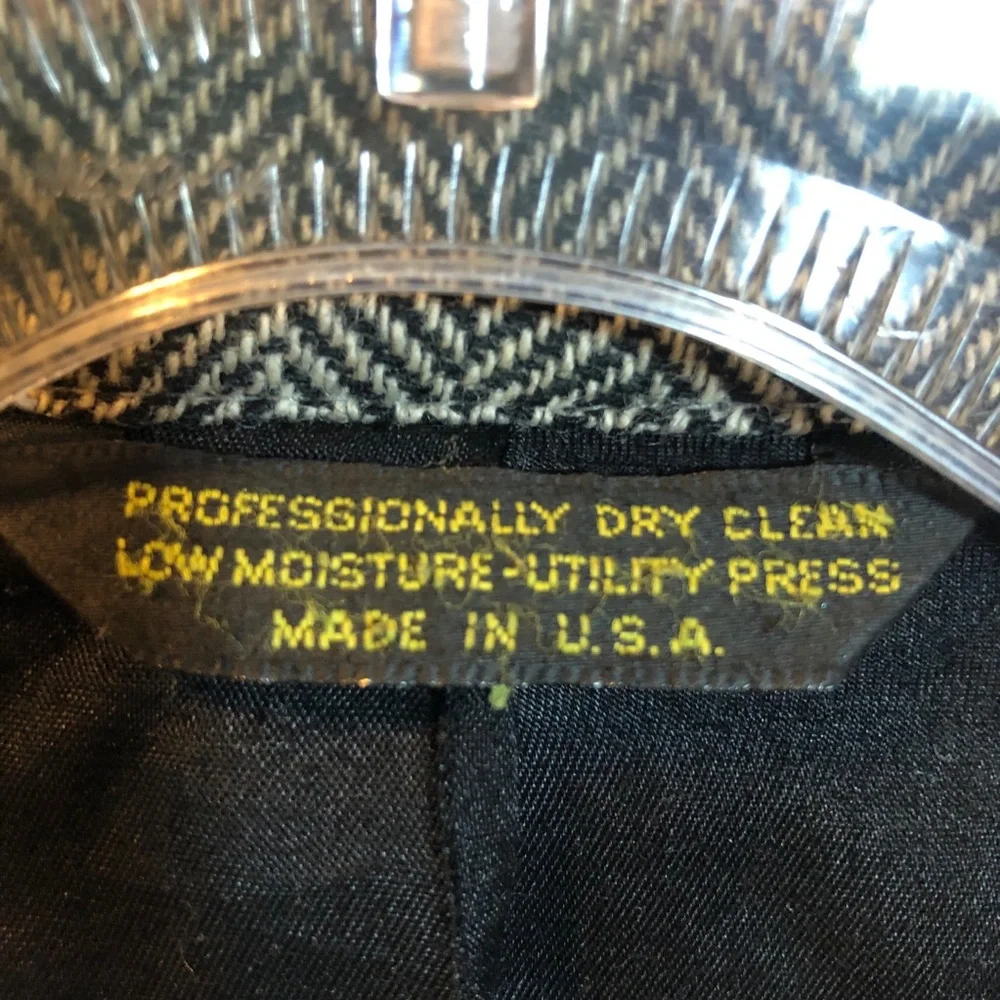 PROFESSIONALLY DRY CLEAN
LOW MOISTURE-UTILITY PRESS
MADE IN U.S.A.